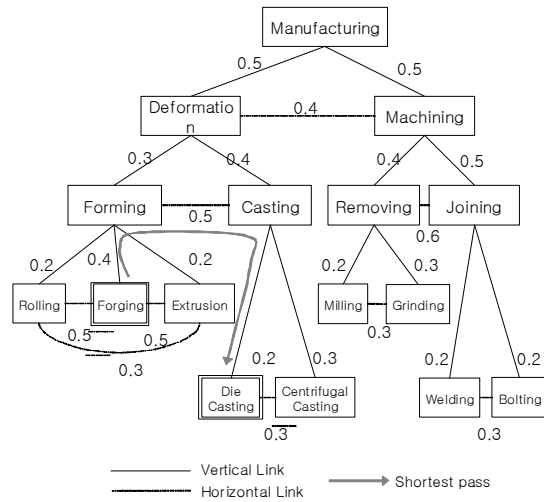 Manufacturing
0.5
0.5
Deformatio
n
0.4
Machining
0.3
0.4
0.4
0.5
Forming
0.5
Casting
Removing
0.6
Joining
0.2
0.4
0.2
0.2
0.3
Rolling
Forging
Extrusion
Milling
Grinding
0.5
0.5
0.3
0.3
0.2
0.3
0.2
0.2
Die
Casting
Centrifugal
Casting
Welding
Bolting
0.3
0.3
Vertical Link
Horizontal Link
Shortest pass